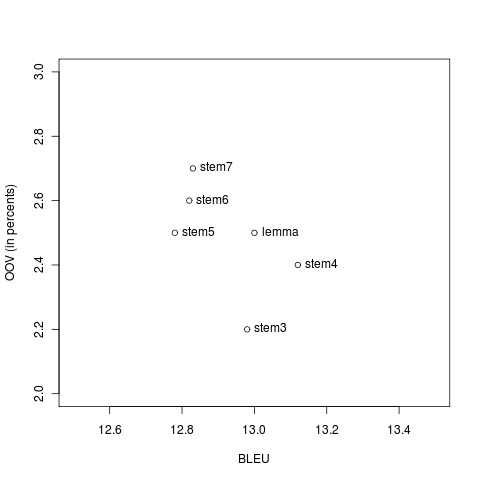 3.0
2.8
2.6
2.4
2.2
2.0
OOV (in percents)
stem7
stem6
stem5
lemma
stem4
stem3
12.6 12.8 13.0 13.2 13.4
BLEU